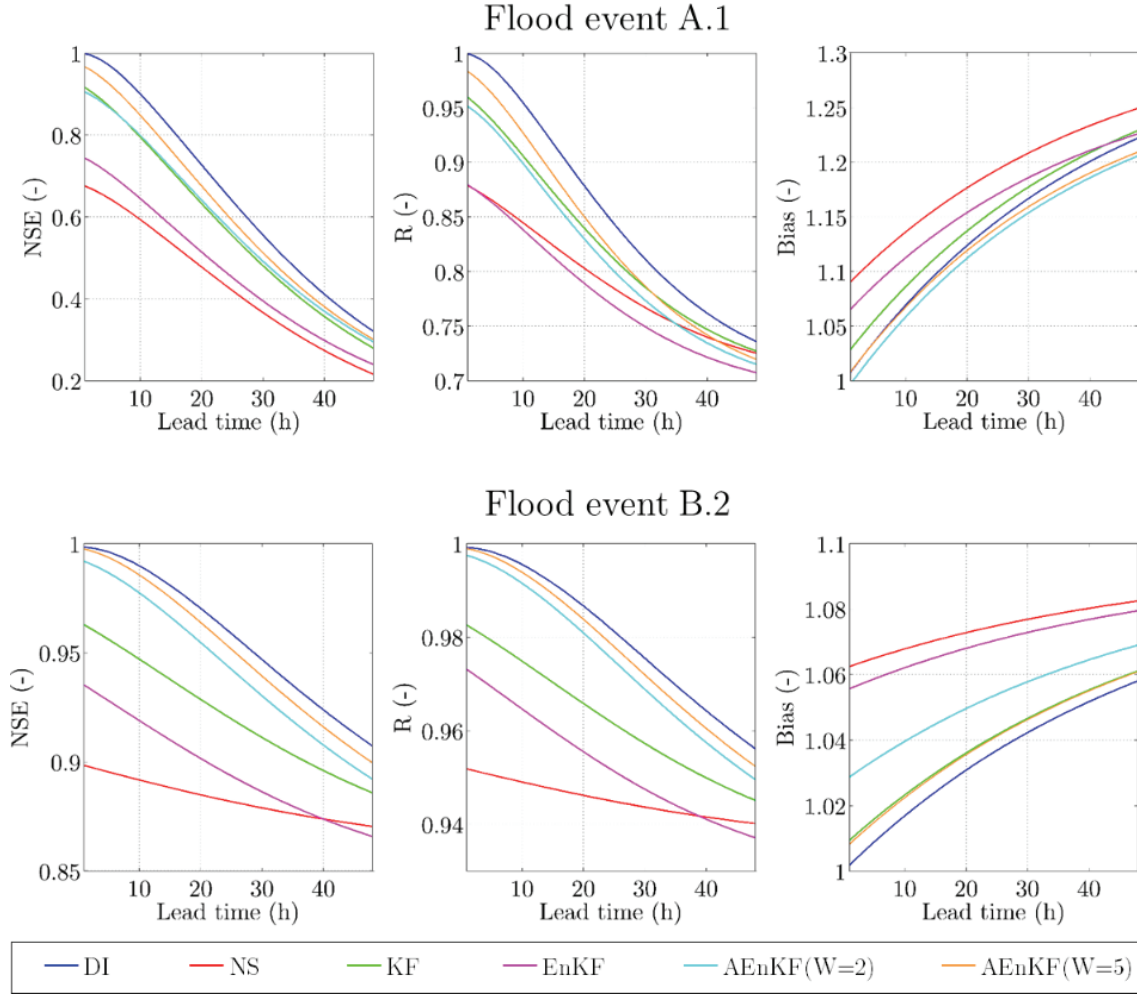 Flood event A.1
1
0.8
0.6
0.4
0.2
NSE (-)
10 20 30 40
Lead time (h)
1
0.95
0.9
0.85
0.8
0.75
0.7
R (-)
10 20 30 40
Lead time (h)
1.3
1.25
1.2
1.15
1.1
1.05
1
Bias (-)
10 20 30 40
Lead time (h)
Flood event B.2
1
0.95
0.9
0.85
NSE (-)
10 20 30 40
Lead time (h)
1
0.98
0.96
0.94
R (-)
10 20 30 40
Lead time (h)
1.1
1.08
1.06
1.04
1.02
1
Bias (-)
10 20 30 40
Lead time (h)
DI NS KF EnKF AEnKF(W=2) AEnKF(W=5)